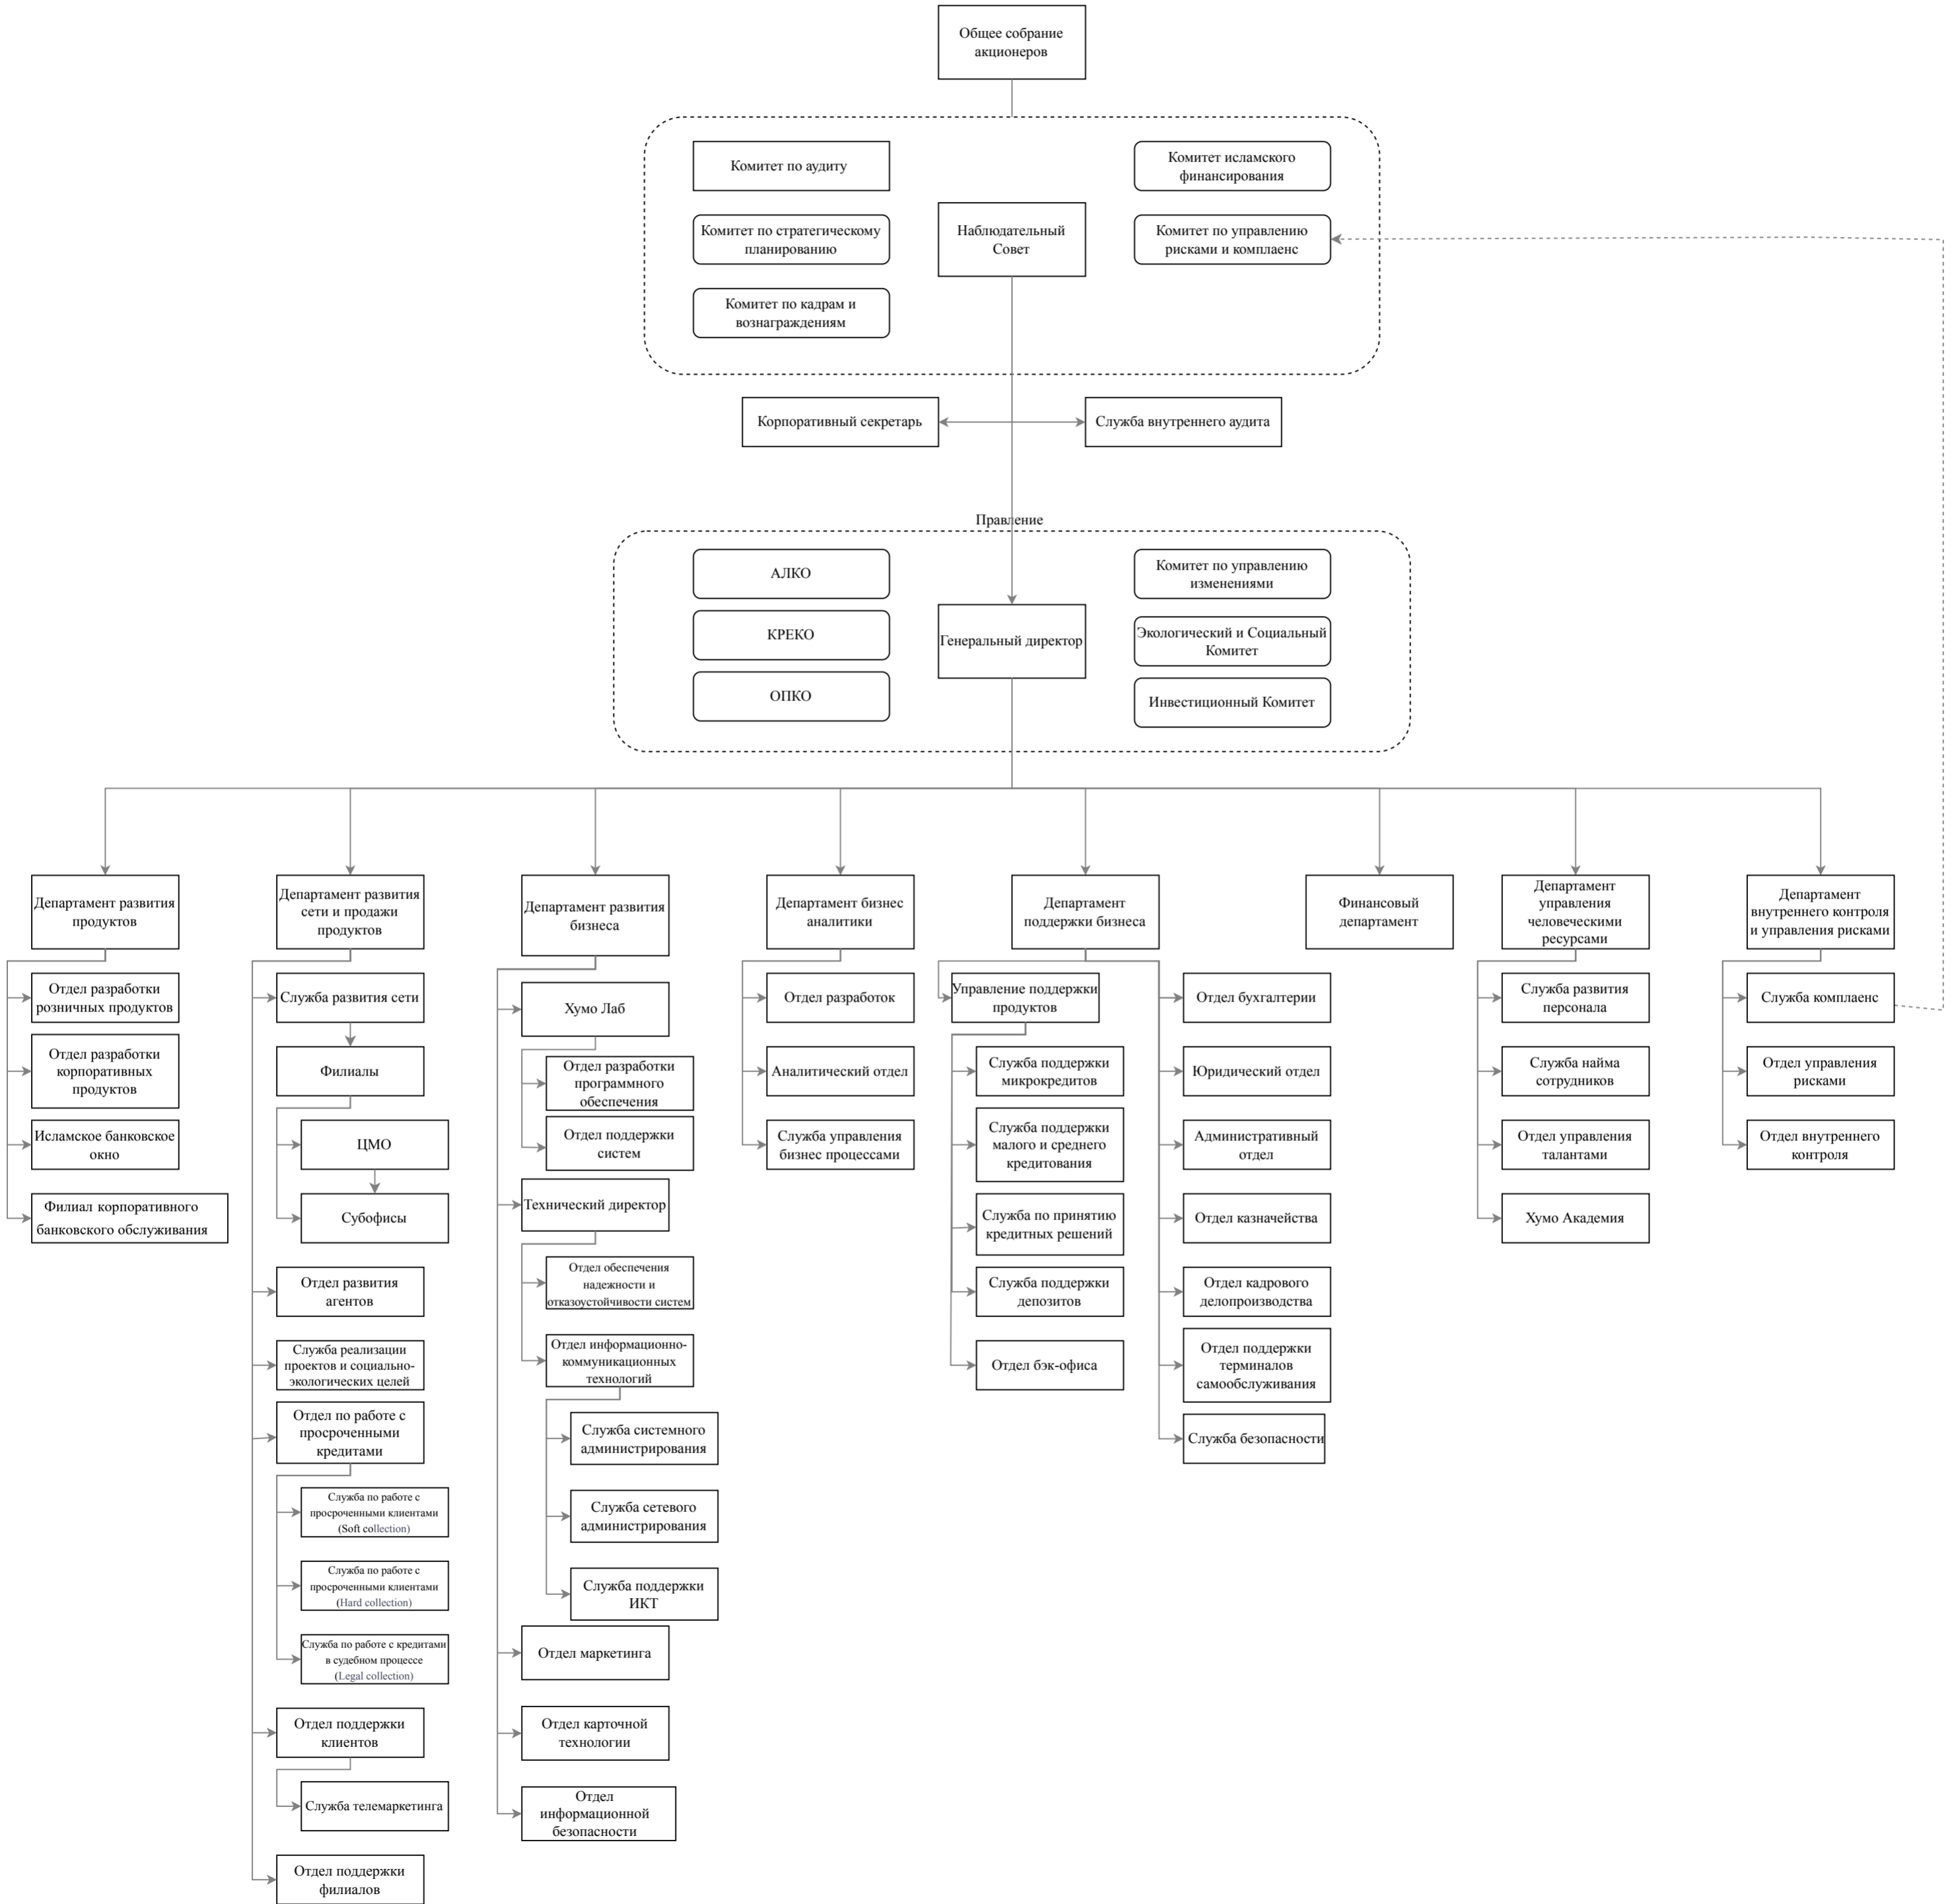 Общее собрание
акционеров
Комитет по аудиту
Комитет исламского
финансирования
Комитет по стратегическому
планированию
Наблюдательный
Совет
Комитет по управлению
рисками и комплаенс
Комитет по кадрам и
вознаграждениям
Корпоративный секретарь
Служба внутреннего аудита
Правление
АЛКО
Комитет по управлению
изменениями
КРЕКО
Генеральный директор
Экологический и Социальный
Комитет
ОПКО
Инвестиционный Комитет
Департамент развития
продуктов
Отдел разработки
розничных продуктов
Отдел разработки
корпоративных
продуктов
Исламское банковское
окно
Филиал корпоративного
банковского обслуживания
Департамент развития
сети и продажи
продуктов
Служба развития сети
Филиалы
ЦМО
Субофисы
Отдел развития
агентов
Служба реализации
проектов и социально-
экологических целей
Отдел по работе с
просроченными
кредитами
Служба по работе с
просроченными клиентами
(Soft collection)
Служба по работе с
просроченными клиентами
(Hard collection)
Служба по работе с кредитами
в судебном процессе
(Legal collection)
Отдел поддержки
клиентов
Служба телемаркетинга
Отдел поддержки
филиалов
Департамент развития
бизнеса
Хумо Лаб
Отдел разработки
программного
обеспечения
Отдел поддержки
систем
Технический директор
Отдел обеспечения
надежности и
отказоустойчивости систем
Отдел информационно-
коммуникационных
технологий
Служба системного
администрирования
Служба сетевого
администрирования
Служба поддержки
ИКТ
Отдел маркетинга
Отдел карточной
технологии
Отдел
информационной
безопасности
Департамент бизнес
аналитики
Отдел разработок
Аналитический отдел
Служба управления
бизнес процессами
Департамент
поддержки бизнеса
Управление поддержки
продуктов
Служба поддержки
микрокредитов
Служба поддержки
малого и среднего
кредитования
Служба по принятию
кредитных решений
Служба поддержки
депозитов
Отдел бэк-офиса
Отдел бухгалтерии
Юридический отдел
Административный
отдел
Отдел казначейства
Отдел кадрового
делопроизводства
Отдел поддержки
терминалов
самообслуживания
Служба безопасности
Финансовый
департамент
Департамент
управления
человеческими
ресурсами
Служба развития
персонала
Служба найма
сотрудников
Отдел управления
талантами
Хумо Академия
Департамент
внутреннего контроля
и управления рисками
Служба комплаенс
Отдел управления
рисками
Отдел внутреннего
контроля